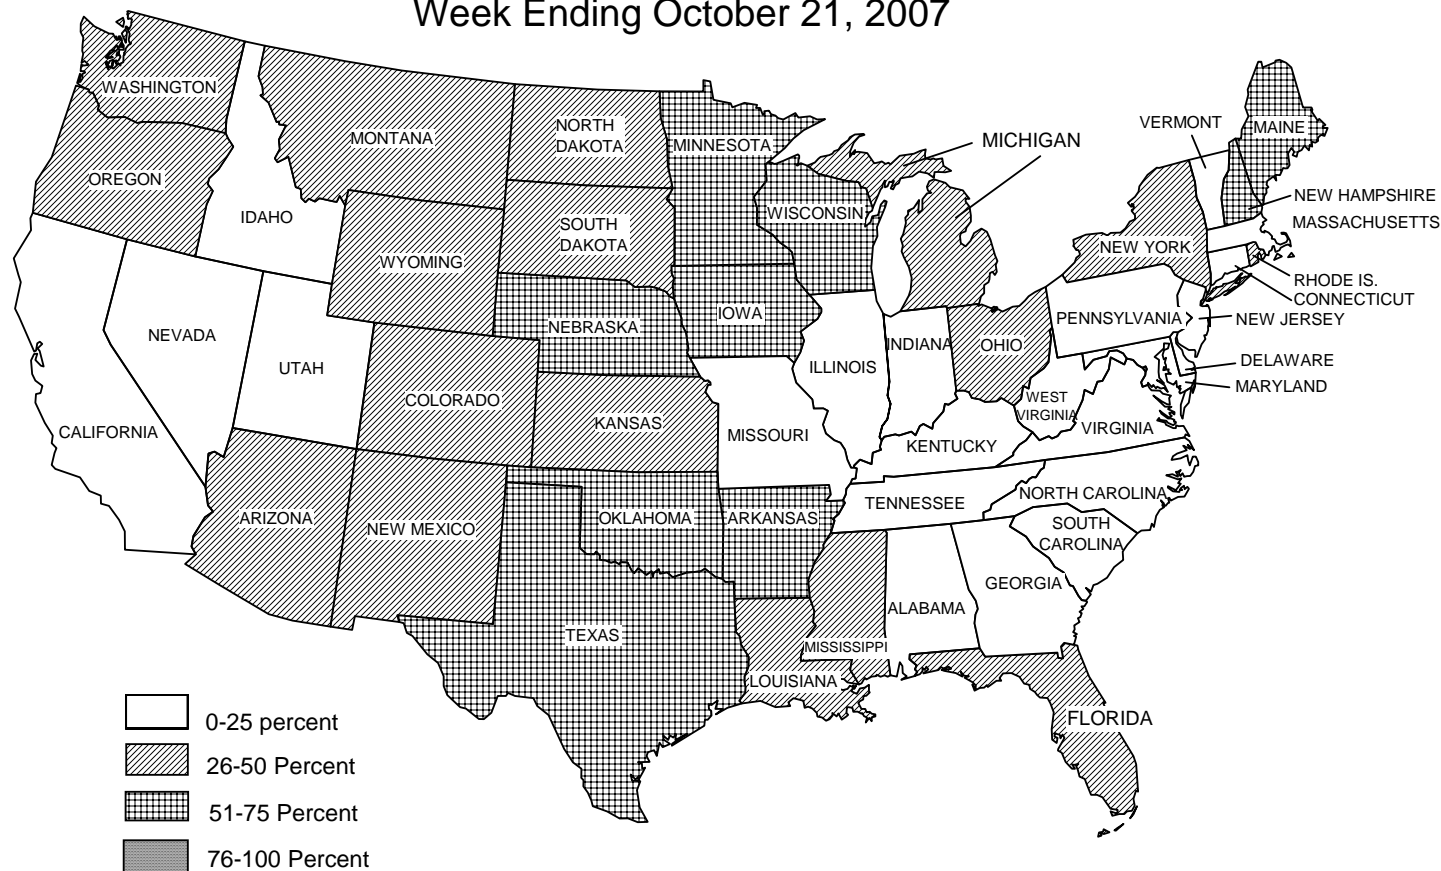 Week Ending October 21, 2007
WASHINGTON
MONTANA
NORTH
DAKOTA
MINNESOTA
MICHIGAN
VERMONT
MAINE
OREGON
IDAHO
SOUTH
DAKOTA
WISCONSIN
NEW HAMPSHIRE
MASSACHUSETTS
WYOMING
NEW YORK
RHODE IS.
CONNECTICUT
NEVADA
NEBRASKA
IOWA
PENNSYLVANIA
NEW JERSEY
UTAH
ILLINOIS
INDIANA
OHIO
DELAWARE
MARYLAND
COLORADO
KANSAS
WEST
VIRGINIA
CALIFORNIA
MISSOURI
KENTUCKY
VIRGINIA
ARIZONA
NEW MEXICO
OKLAHOMA
ARKANSAS
TENNESSEE
NORTH CAROLINA
SOUTH
CAROLINA
GEORGIA
ALABAMA
TEXAS
MISSISSIPPI
LOUISIANA
FLORIDA
0-25 percent
26-50 Percent
51-75 Percent
76-100 Percent